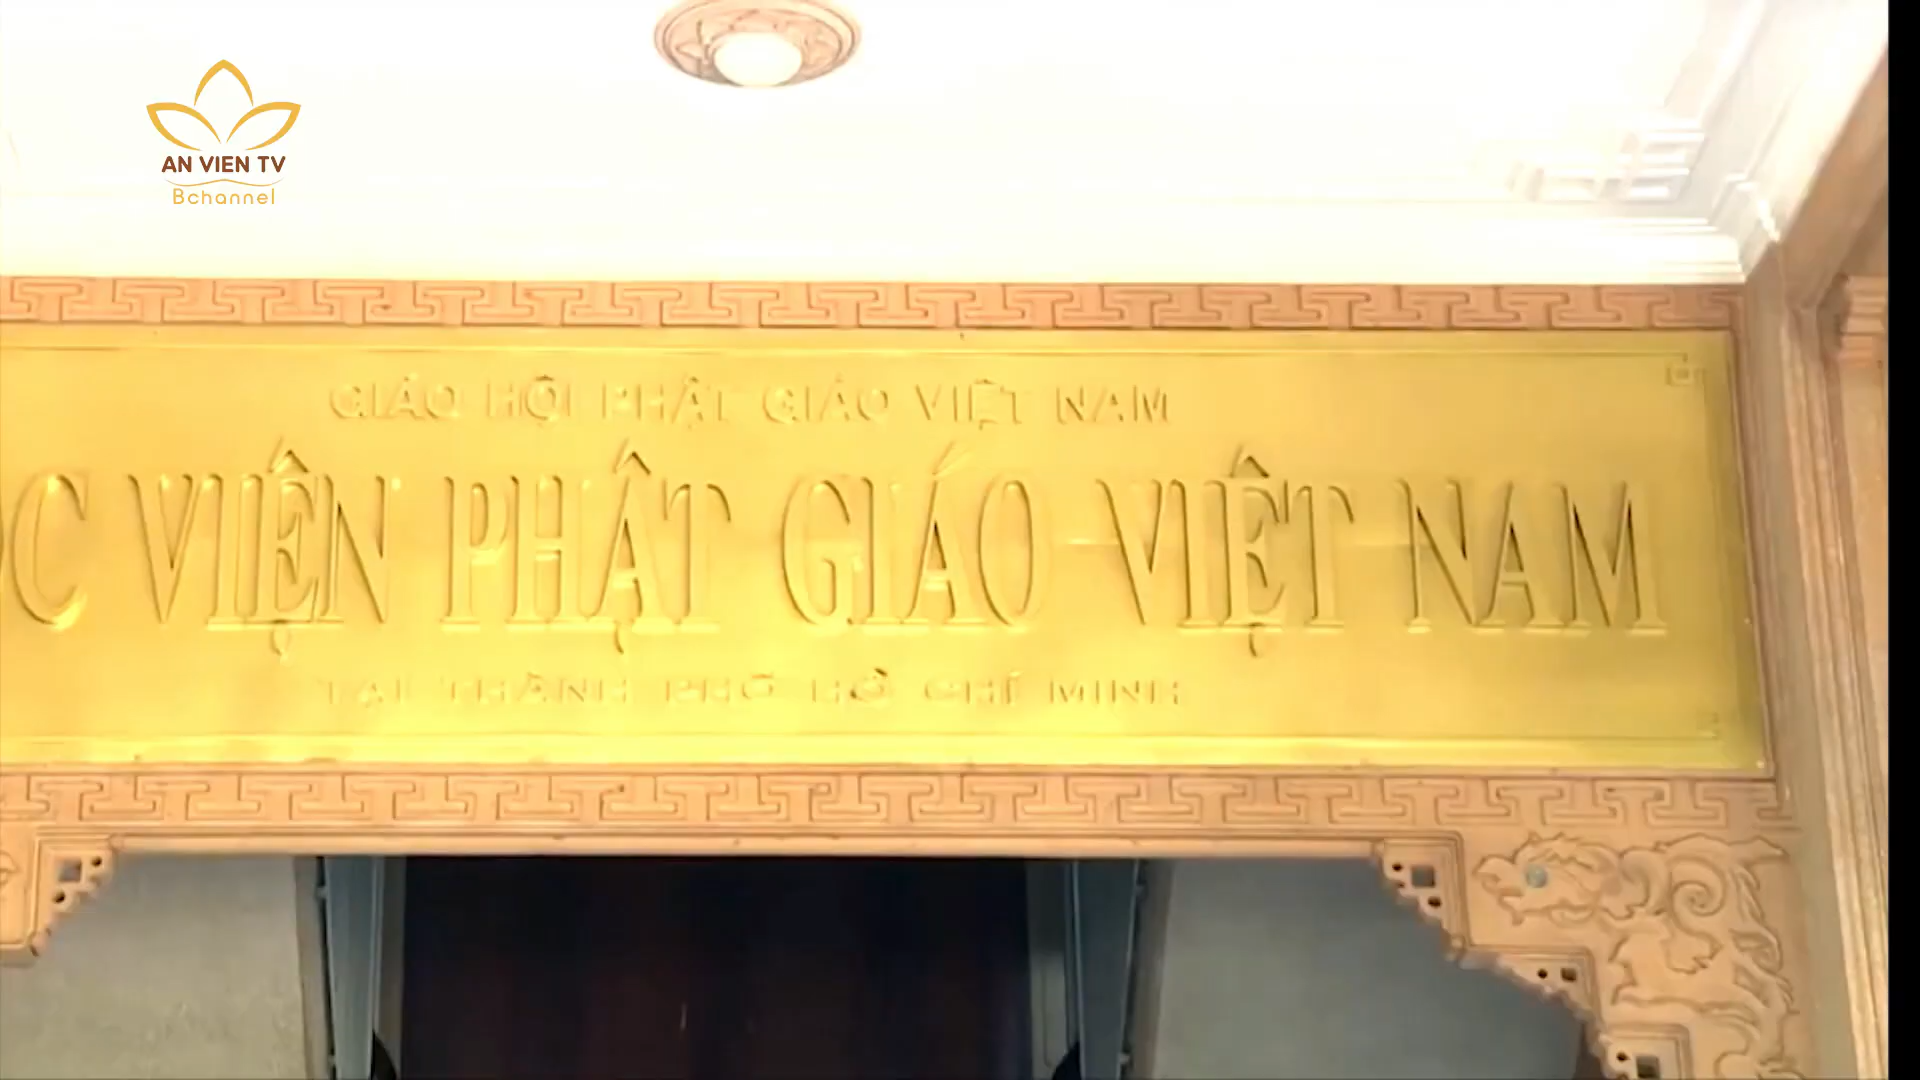 AN VIEN TV
Bchannel
GIÁO HỘI PHẬT GIÁO VIỆT NAM
ỌC VIỆN PHẬT GIÁO VIỆT NAM
TẠI THÀNH PHỐ HỒ CHÍ MINH